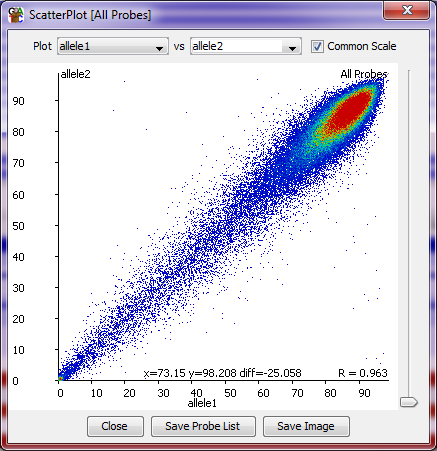 ScatterPlot [All Probes]
Plot allele1 vs allele2 Common Scale
allele2 All Probes
90
80
70
60
50
40
30
20
10
0
x=73.15 y=98.208 diff=-25.058 R = 0.963
0 10 20 30 40 50 60 70 80 90
allele1
Close Save Probe List Save Image